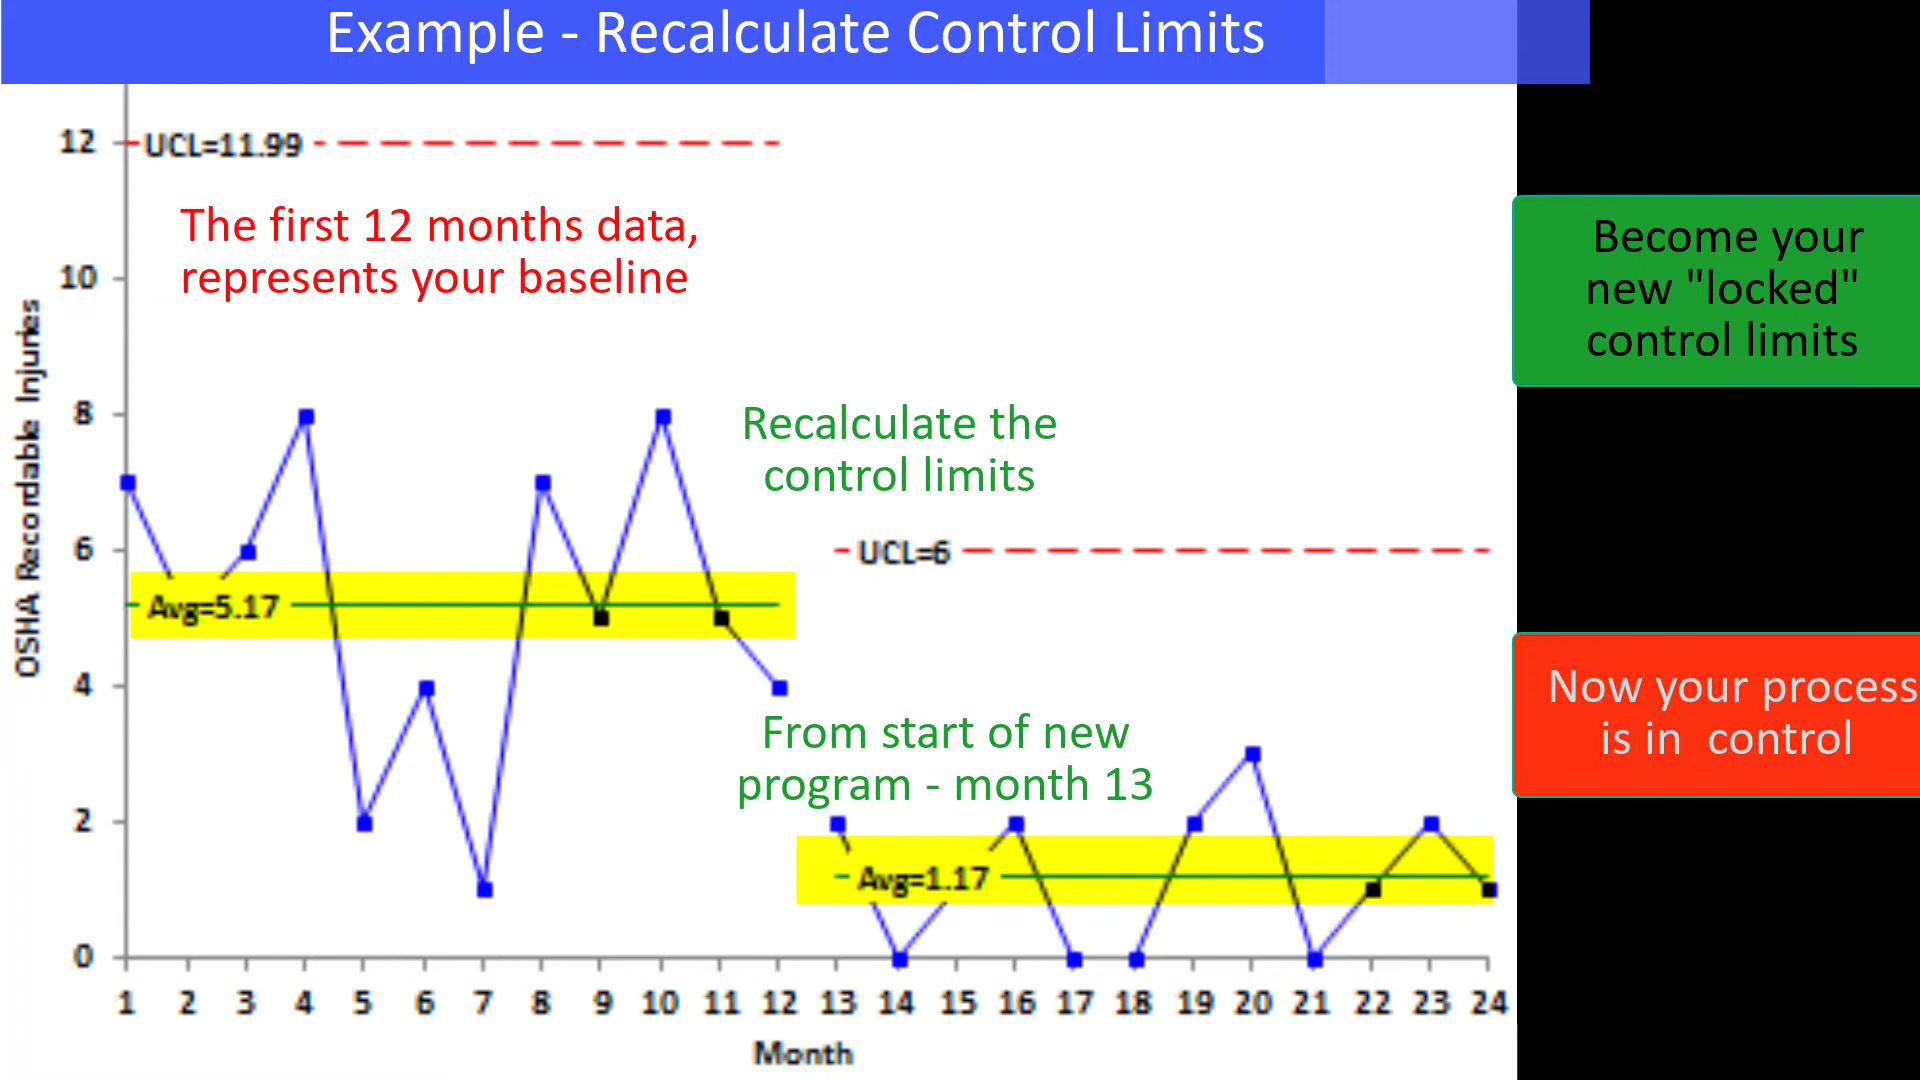 Example - Recalculate Control Limits
12
UCL=11.99
The first 12 months data,
represents your baseline
Become your
new "locked"
control limits
10
OSHA Recordable Injuries
8
Recalculate the
control limits
6
UCL=6
Avg=5.17
4
Now your process
is in control
From start of new
program - month 13
2
Avg=1.17
0
1 2 3 4 5 6 7 8 9 10 11 12 13 14 15 16 17 18 19 20 21 22 23 24
Month